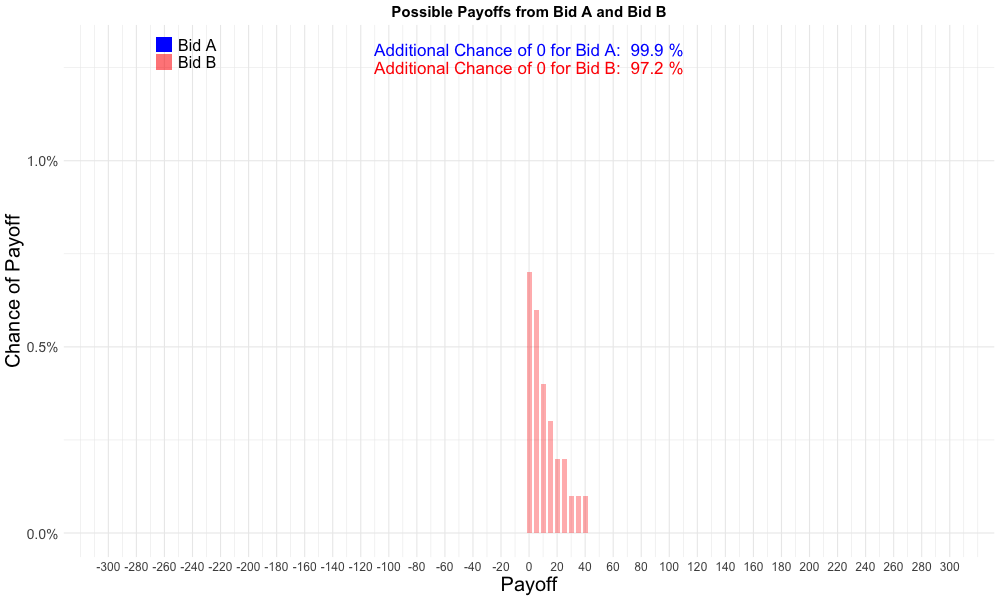 Possible Payoffs from Bid A and Bid B
Bid A
Bid B
Additional Chance of 0 for Bid A: 99.9 %
Additional Chance of 0 for Bid B: 97.2 %
Chance of Payoff
1.0%
0.5%
0.0%
-300 -280 -260 -240 -220 -200 -180 -160 -140 -120 -100 -80 -60 -40 -20 0 20 40 60 80 100 120 140 160 180 200 220 240 260 280 300
Payoff